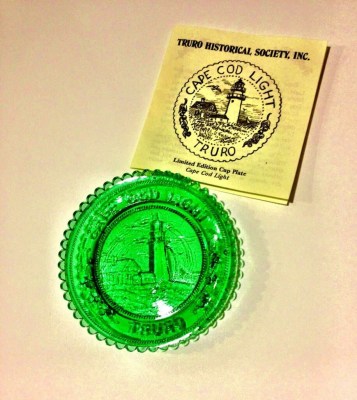 TRURO HISTORICAL SOCIETY, INC.
CAPE COD LIGHT
TRURO
Limited Edition Cup Plate
Cape Cod Light
CAPE COD LIGHT
TRURO